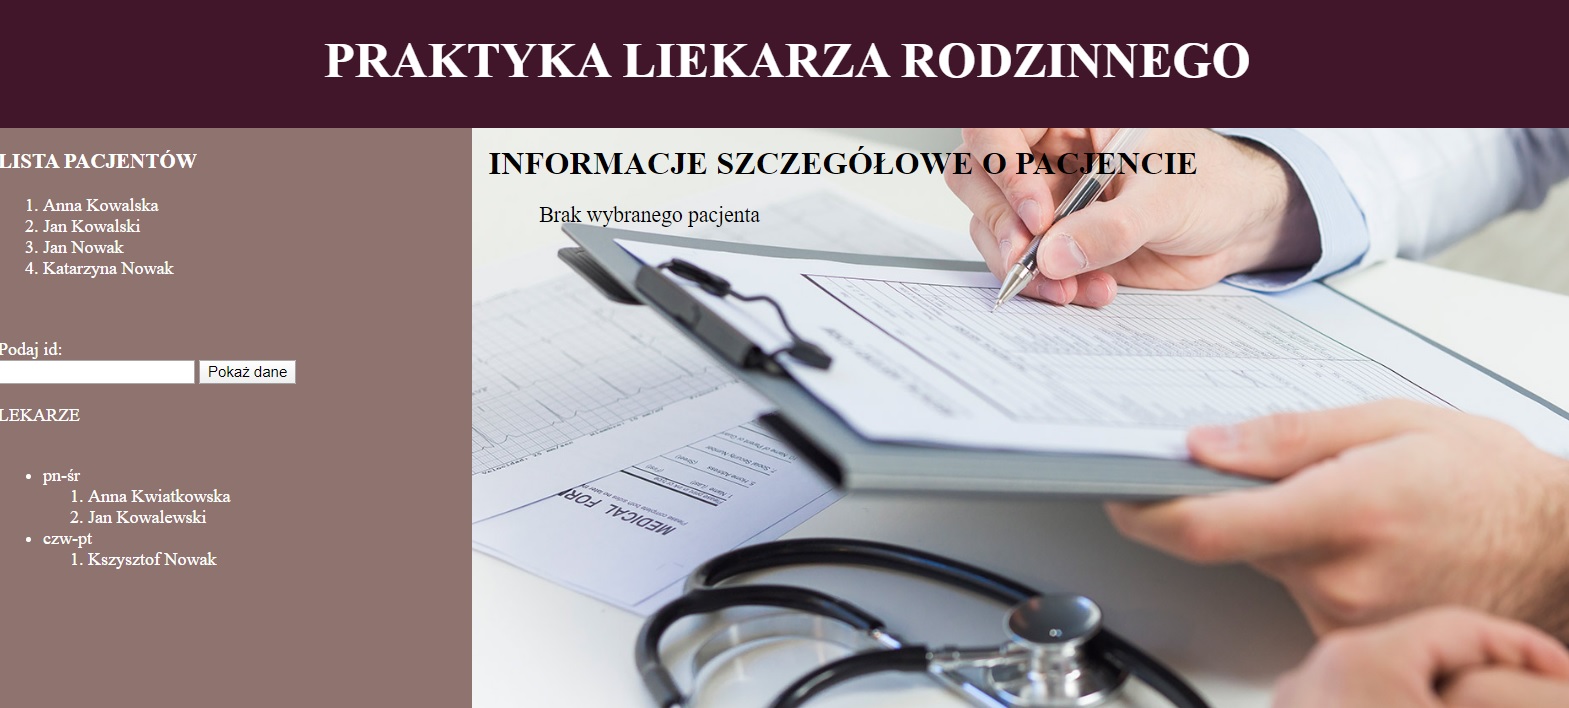 PRAKTYKA LIEKARZA RODZINNEGO
LISTA PACJENTÓW
1. Anna Kowalska
2. Jan Kowalski
3. Jan Nowak
4. Katarzyna Nowak
Podaj id:
Pokaż dane
LEKARZE
• pn-śr
1. Anna Kwiatkowska
2. Jan Kowalewski
• czw-pt
1. Kszysztof Nowak
INFORMACJE SZCZEGÓŁOWE O PACJENCIE
Brak wybranego pacjenta
MEDICAL FORM